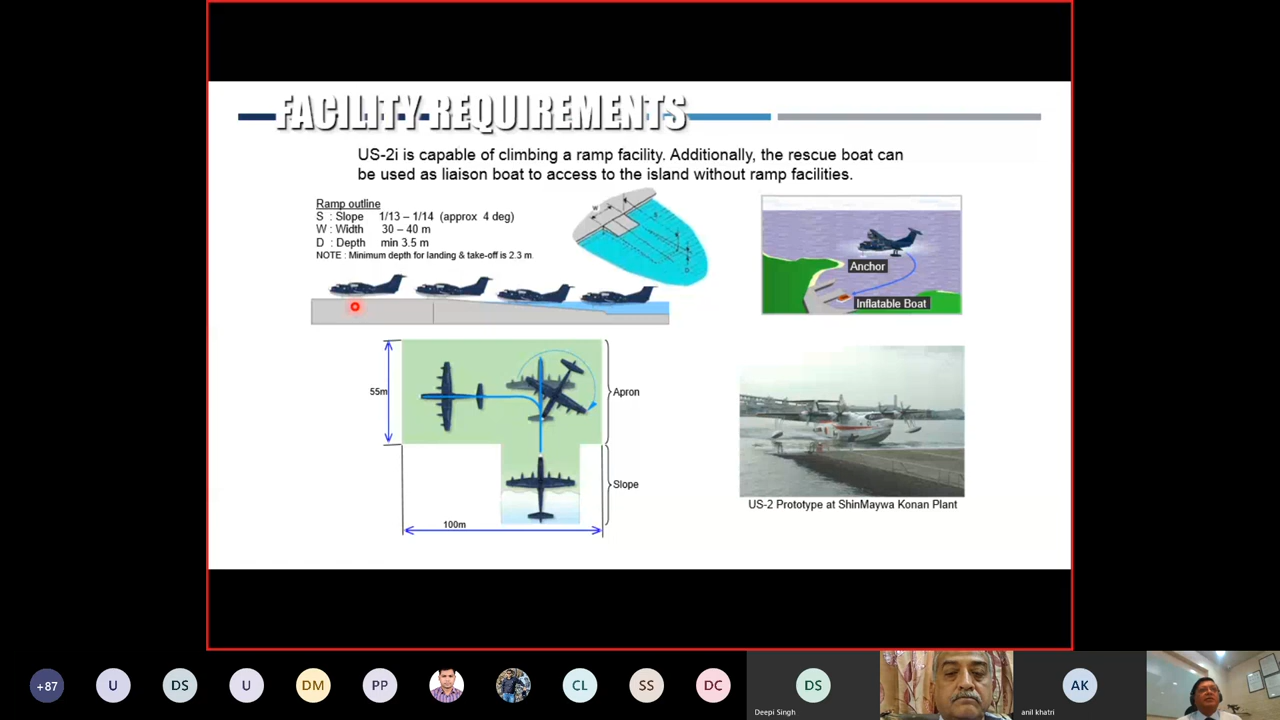 FACILITY REQUIREMENTS
US-2i is capable of climbing a ramp facility. Additionally, the rescue boat can
be used as liaison boat to access to the island without ramp facilities.
Ramp outline
S : Slope 1/13 – 1/14 (approx 4 deg)
W : Width 30 – 40 m
D : Depth min 3.5 m
NOTE : Minimum depth for landing & take-off is 2.3 m.
W
S
D
Anchor
Inflatable Boat
55m
Apron
Slope
100m
US-2 Prototype at ShinMaywa Konan Plant
+87
U
DS
U
DM
PP
CL
SS
DC
DS
Deepi Singh
AK
anil khatri